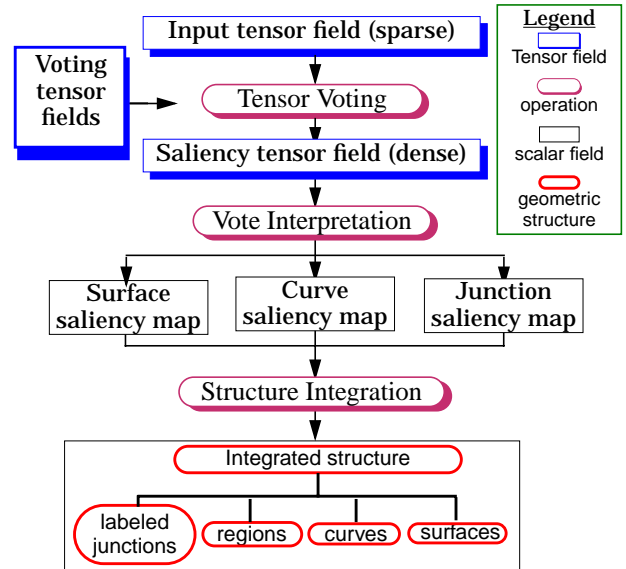 Input tensor field (sparse)
Voting
tensor
fields
Tensor Voting
Saliency tensor field (dense)
Vote Interpretation
Surface
saliency map
Curve
saliency map
Junction
saliency map
Structure Integration
Integrated structure
labeled
junctions
regions
curves
surfaces
Legend
Tensor field
operation
scalar field
geometric
structure